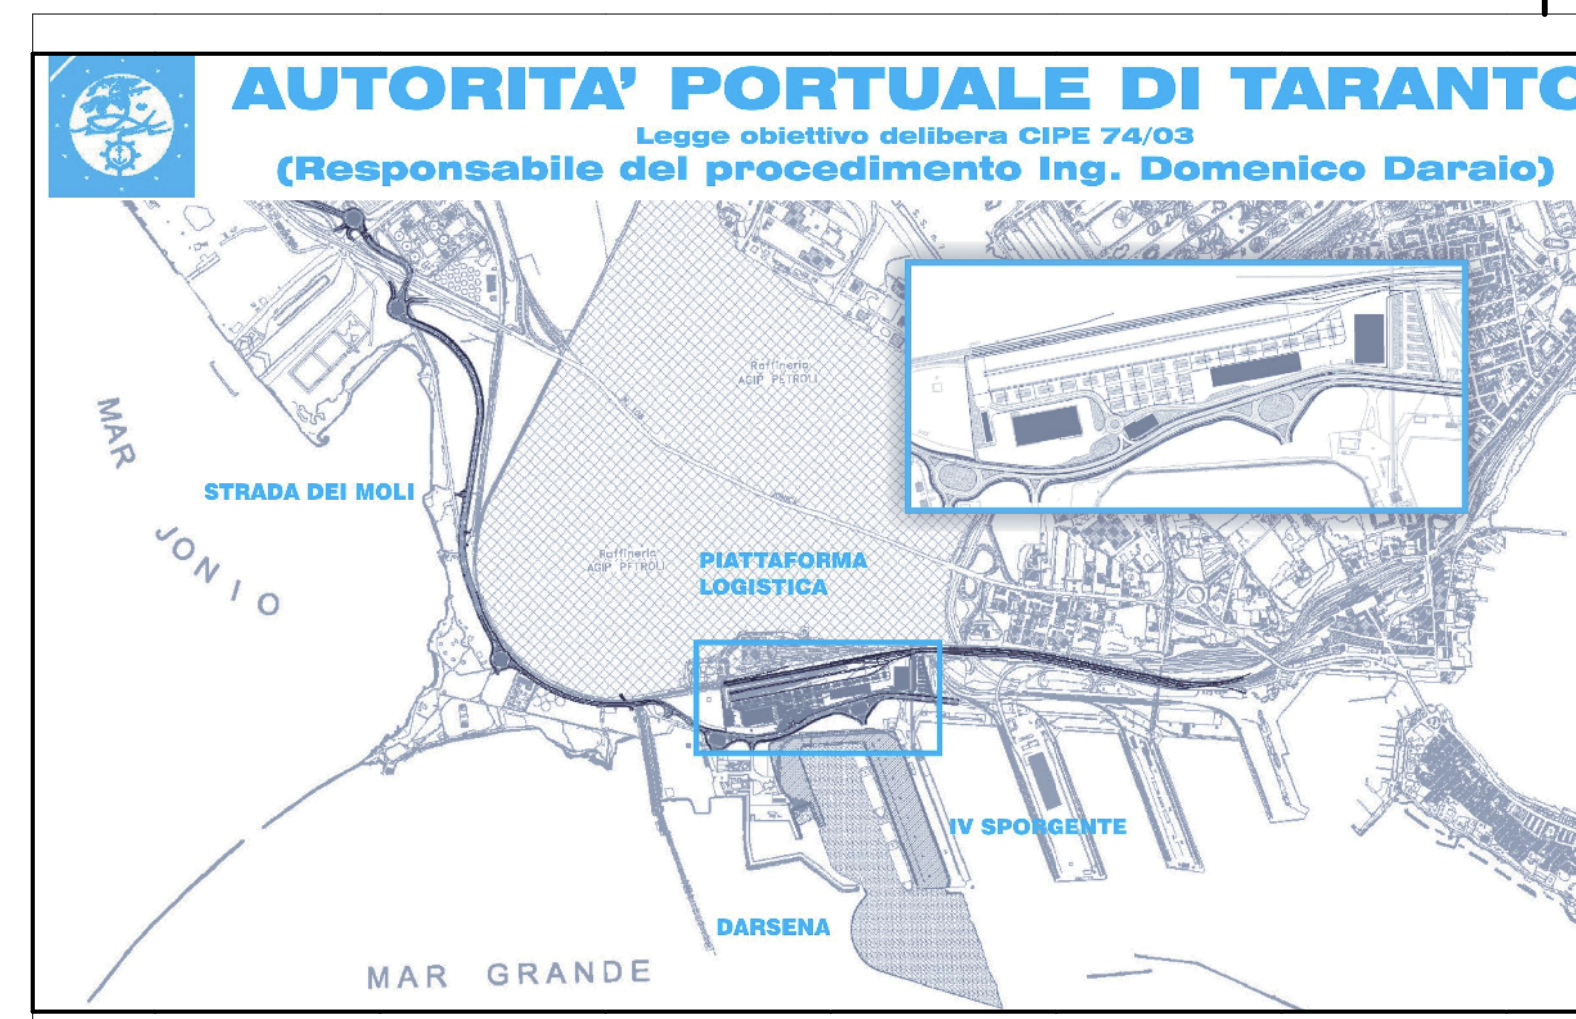 AUTORITA' PORTUALE DI TARANTO
Legge obiettivo delibera CIPE 74/03
(Responsabile del procedimento Ing. Domenico Daraio)
Raffineria
AGIP PETROLI
MAR
JONIO
STRADA DEI MOLI
Raffineria
AGIP PETROLI
PIATTAFORMA
LOGISTICA
IV SPORGENTE
DARSENA
MAR GRANDE